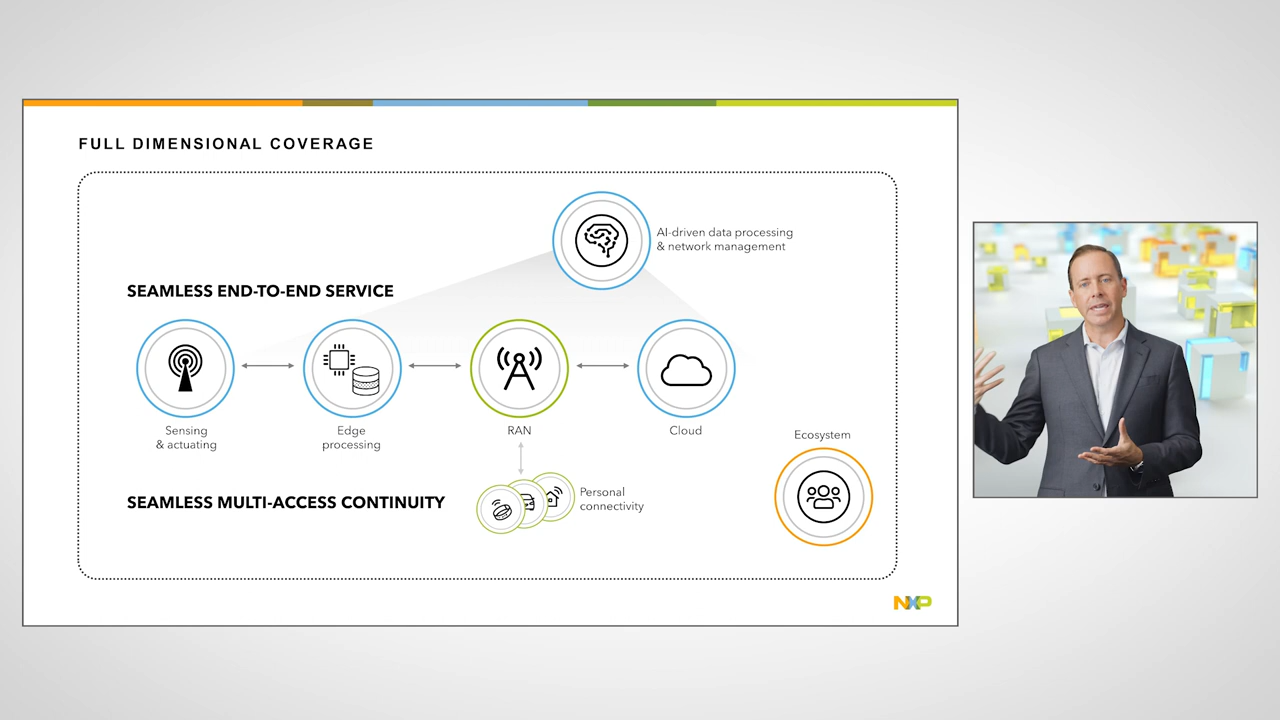 FULL DIMENSIONAL COVERAGE
AI-driven data processing
& network management
SEAMLESS END-TO-END SERVICE
Sensing
& actuating
Edge
processing
RAN
Cloud
Ecosystem
SEAMLESS MULTI-ACCESS CONTINUITY
Personal
connectivity
NXP